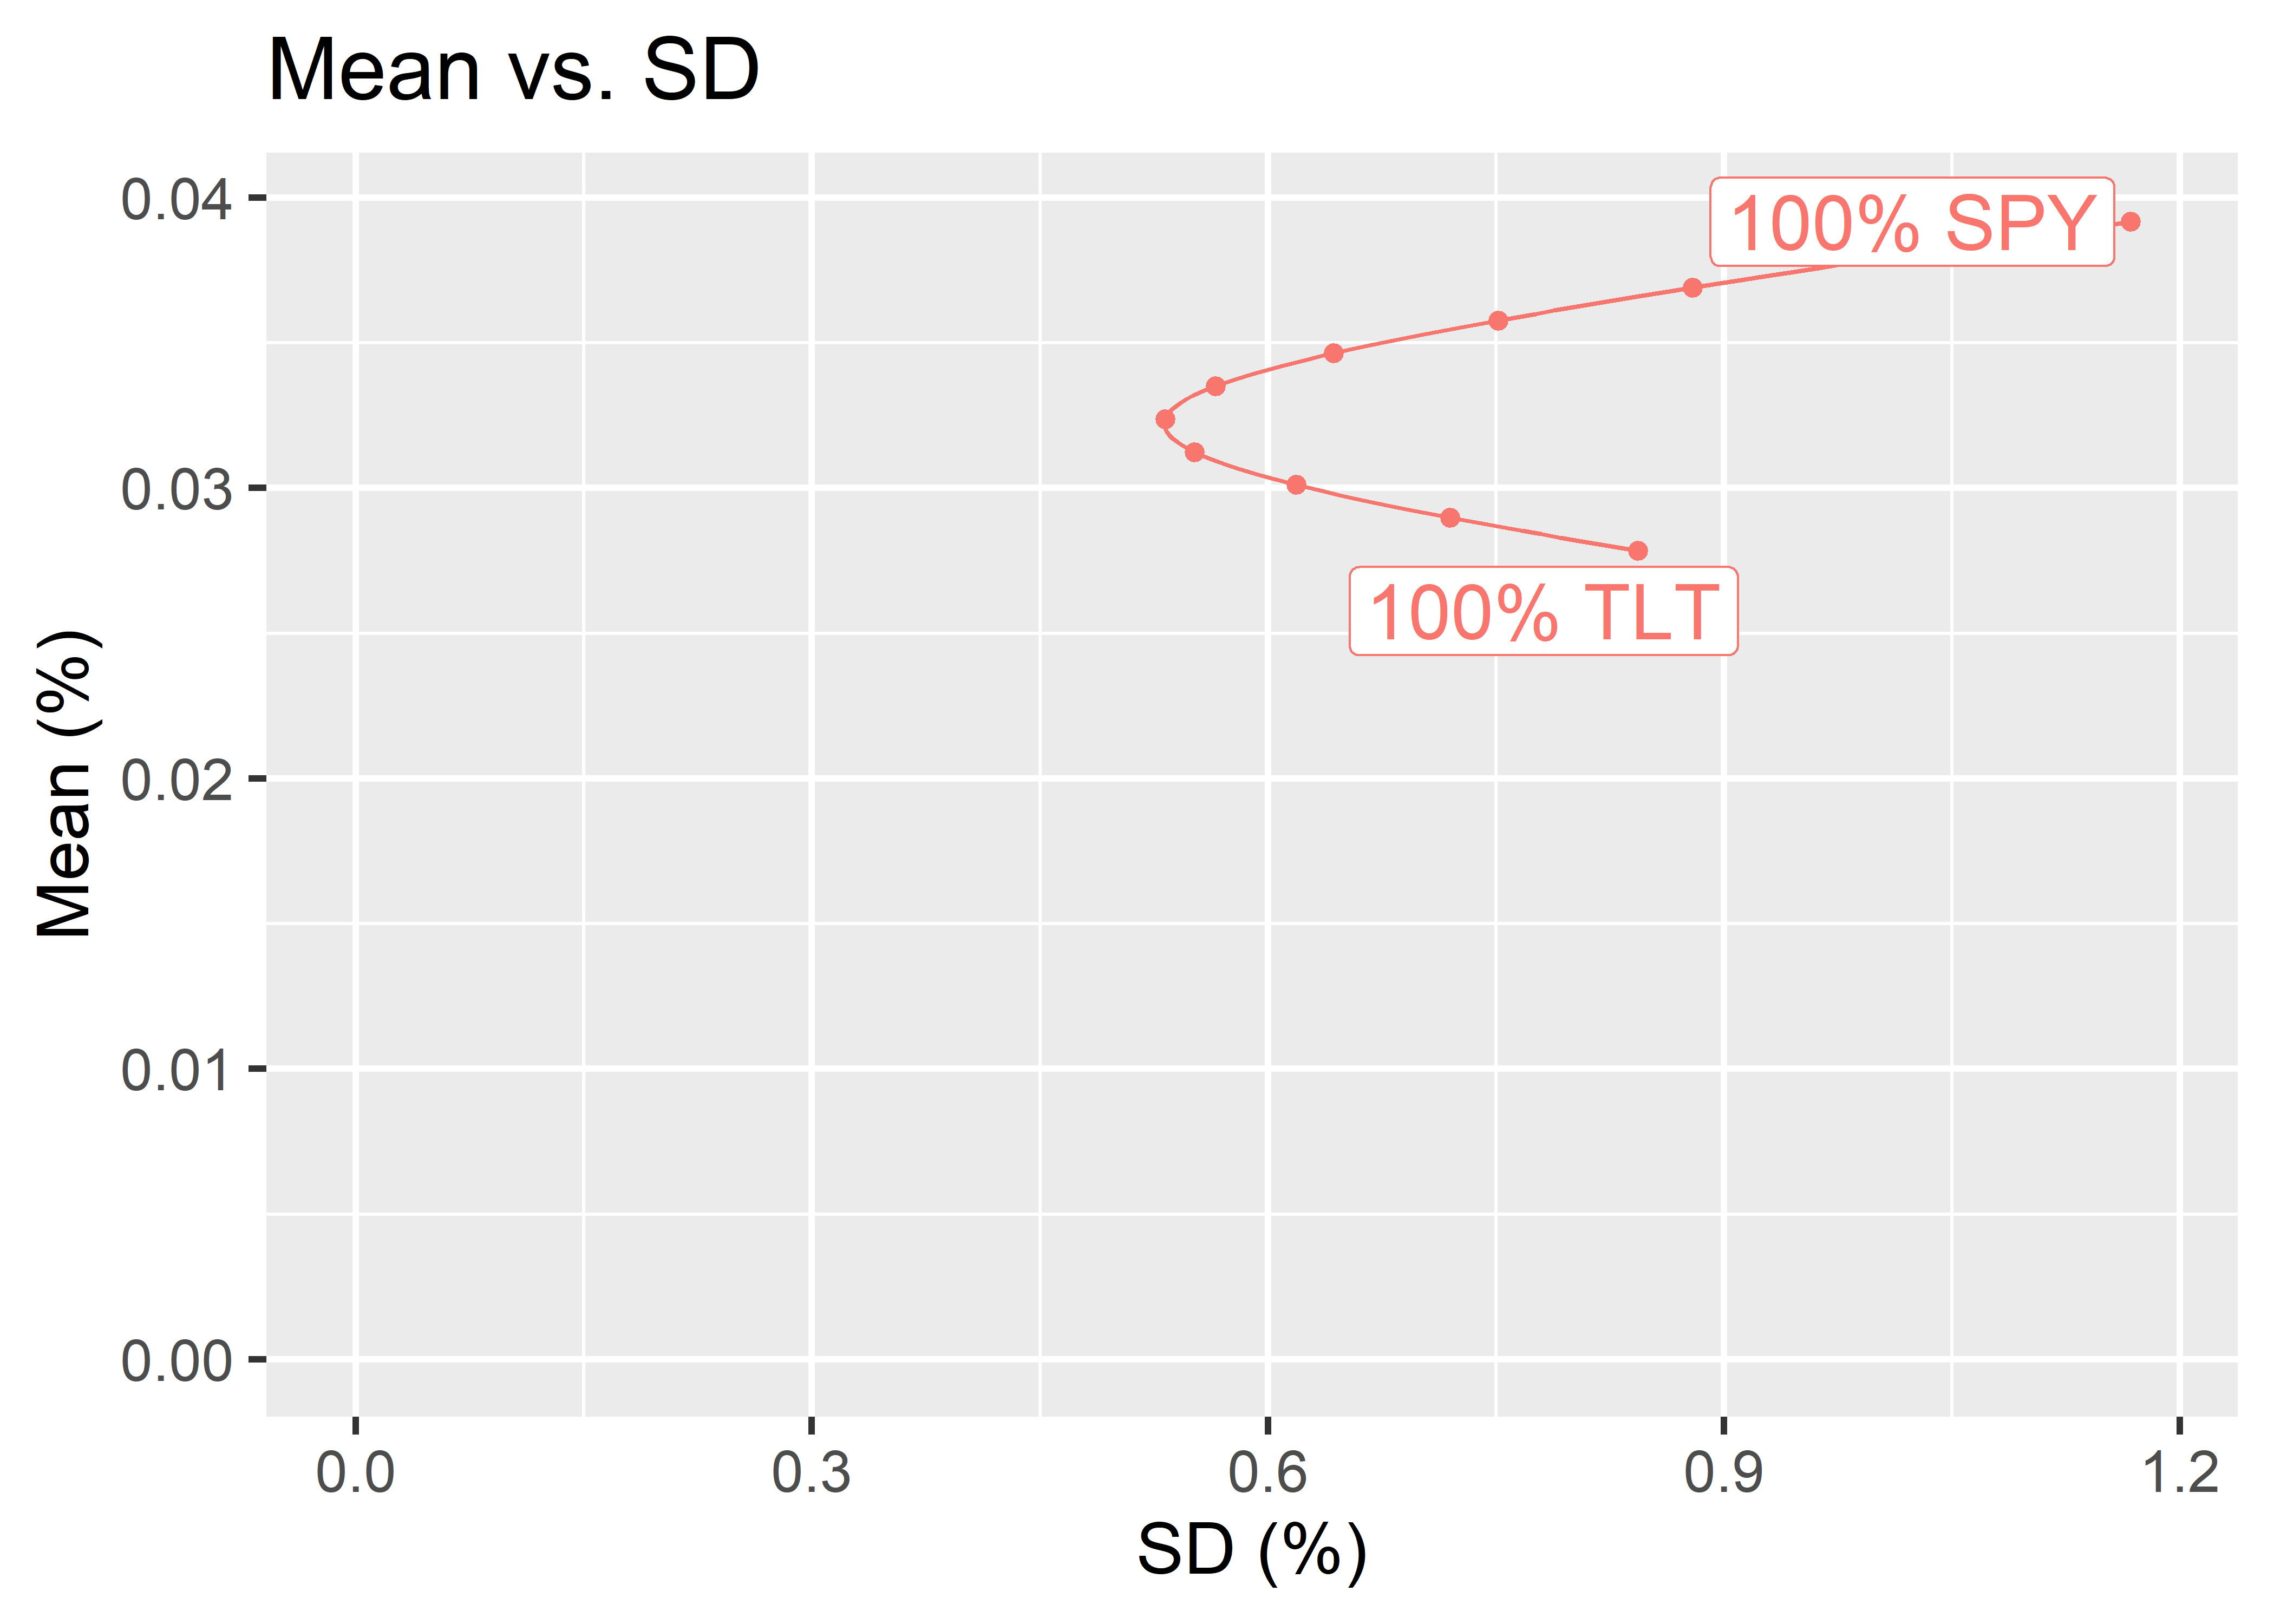 Mean vs. SD
0.04
0.03
0.02
0.01
0.00
Mean (%)
100% SPY
100% TLT
0.0 0.3 0.6 0.9 1.2
SD (%)